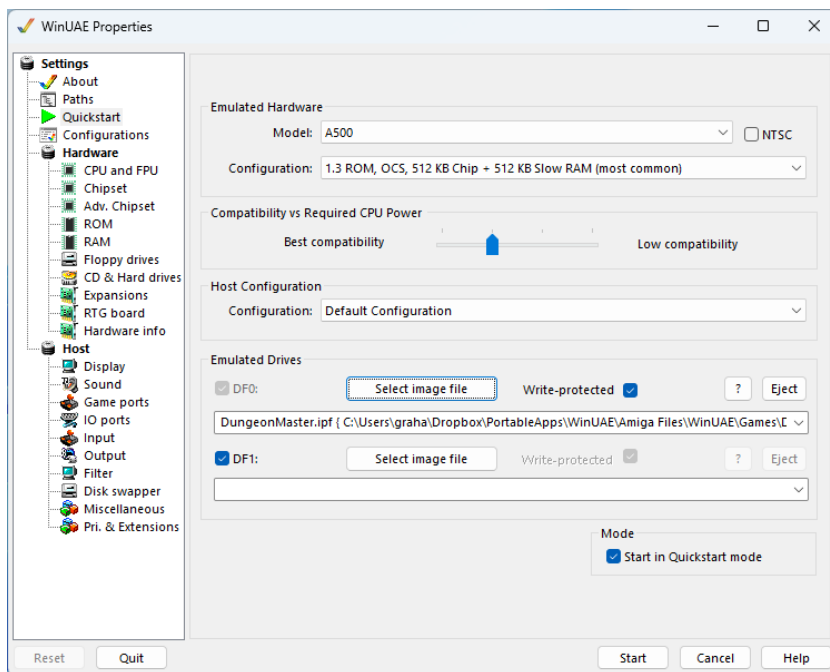 WinUAE Properties
Settings
About
Paths
Quickstart
Configurations
Hardware
CPU and FPU
Chipset
Adv. Chipset
ROM
RAM
Floppy drives
CD & Hard drives
Expansions
RTG board
Hardware info
Host
Display
Sound
Game ports
IO ports
Input
Output
Filter
Disk swapper
Miscellaneous
Pri. & Extensions
Emulated Hardware
Model: A500 NTSC
Configuration: 1.3 ROM, OCS, 512 KB Chip + 512 KB Slow RAM (most common)
Compatibility vs Required CPU Power
Best compatibility Low compatibility
Host Configuration
Configuration: Default Configuration
Emulated Drives
DF0: Select image file Write-protected ? Eject
DungeonMaster.ipf { C:\Users\graha\Dropbox\PortableApps\WinUAE\Amiga Files\WinUAE\Games\D
DF1: Select image file Write-protected ? Eject
Mode
Start in Quickstart mode
Reset Quit Start Cancel Help